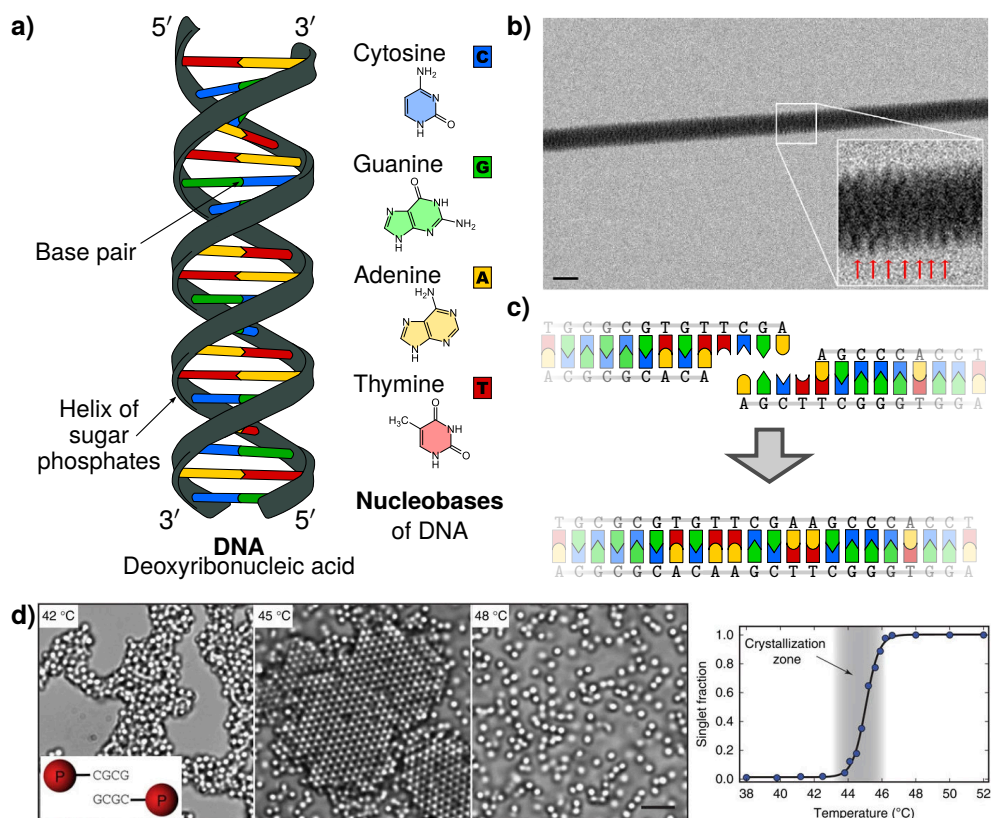 a)
5′
3′
Base pair
Helix of
sugar
phosphates
3′
5′
DNA
Deoxyribonucleic acid
Cytosine
C
NH₂
N
N
H
O
Guanine
G
O
N
NH
N
H
N
NH₂
Adenine
A
H₂N
N
N
N
H
N
Thymine
T
O
H₃C
NH
N
H
O
Nucleobases
of DNA
b)
c)
T G C G C G T G T T C G A
A C G C G C A C A
A G C C C A C C T
A G C T T C G G G T G G A
T G C G C G T G T T C G A A G C C C A C C T
A C G C G C A C A A G C T T C G G G T G G A
d)
42 °C
P
CGCG
GCGC
P
45 °C
48 °C
Singlet fraction
1.0
0.8
0.6
0.4
0.2
0.0
Crystallization
zone
38 40 42 44 46 48 50 52
Temperature (°C)